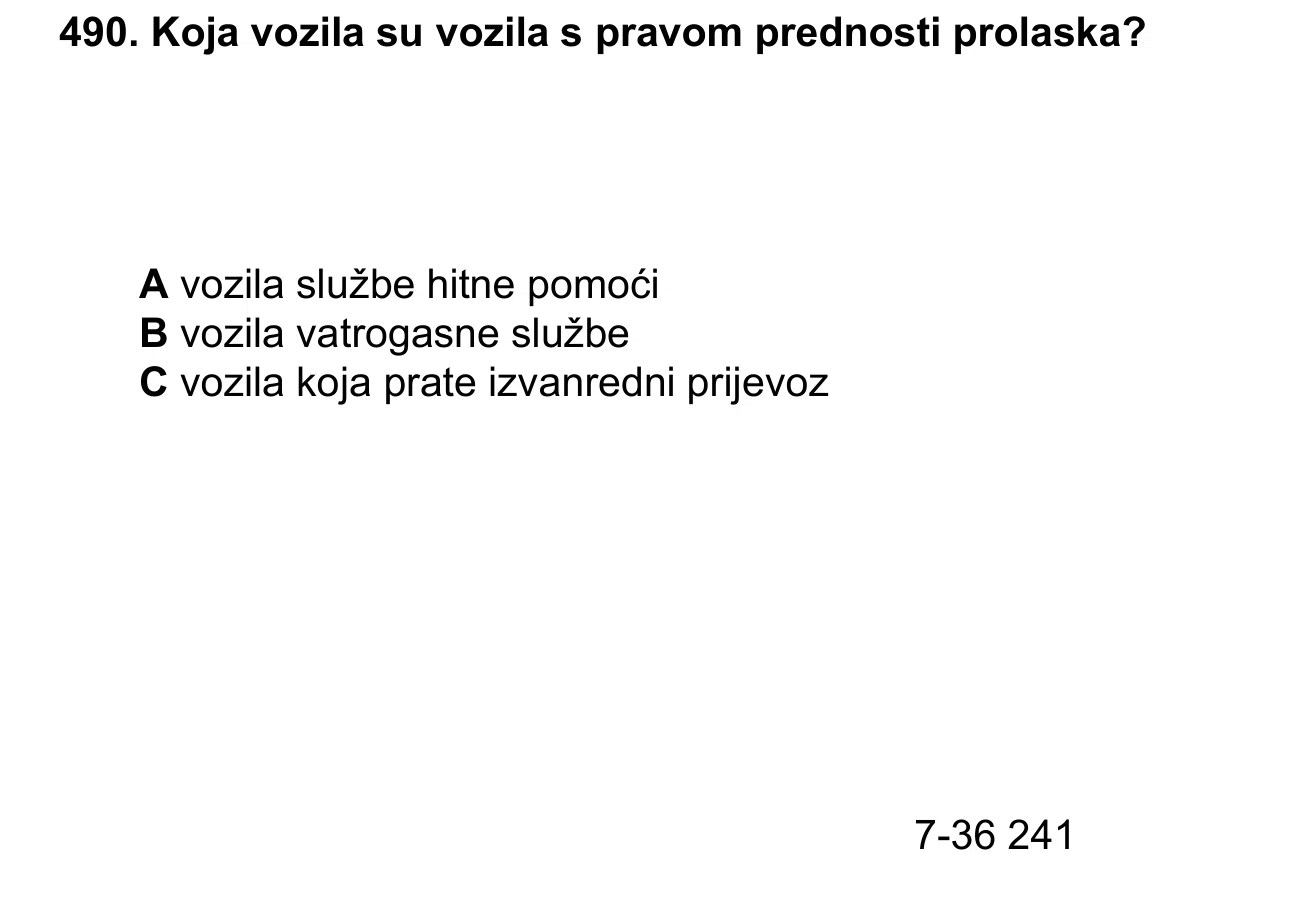 490. Koja vozila su vozila s pravom prednosti prolaska?
A vozila službe hitne pomoći
B vozila vatrogasne službe
C vozila koja prate izvanredni prijevoz
7-36 241